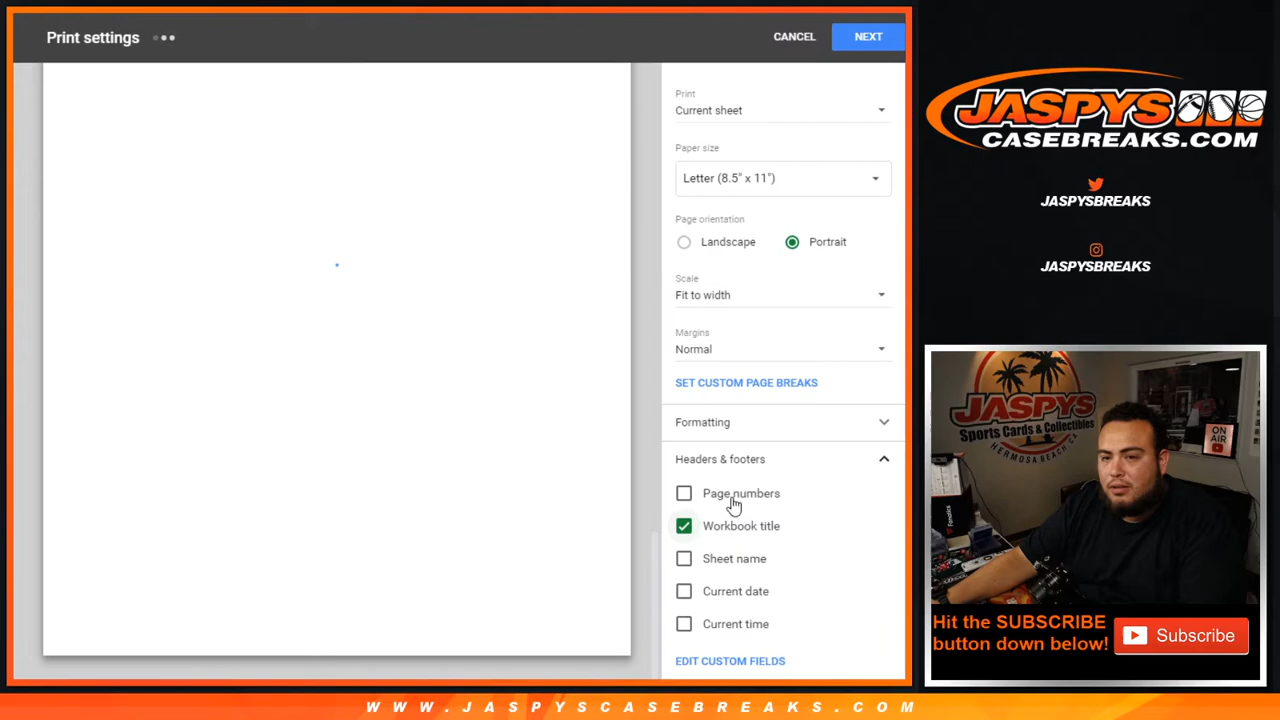 Print settings
CANCEL
NEXT
Print
Current sheet
Paper size
Letter (8.5" x 11")
Page orientation
Landscape
Portrait
Scale
Fit to width
Margins
Normal
SET CUSTOM PAGE BREAKS
Formatting
Headers & footers
Page numbers
Workbook title
Sheet name
Current date
Current time
EDIT CUSTOM FIELDS
JASPYS
CASEBREAKS.COM
JASPYSBREAKS
JASPYSBREAKS
JASPYS
Sports Cards & Collectibles
HERMOSA BEACH CA
ON AIR
Fanatics
Hit the SUBSCRIBE
button down below!
Subscribe
WWW.JASPYSCASEBREAKS.COM